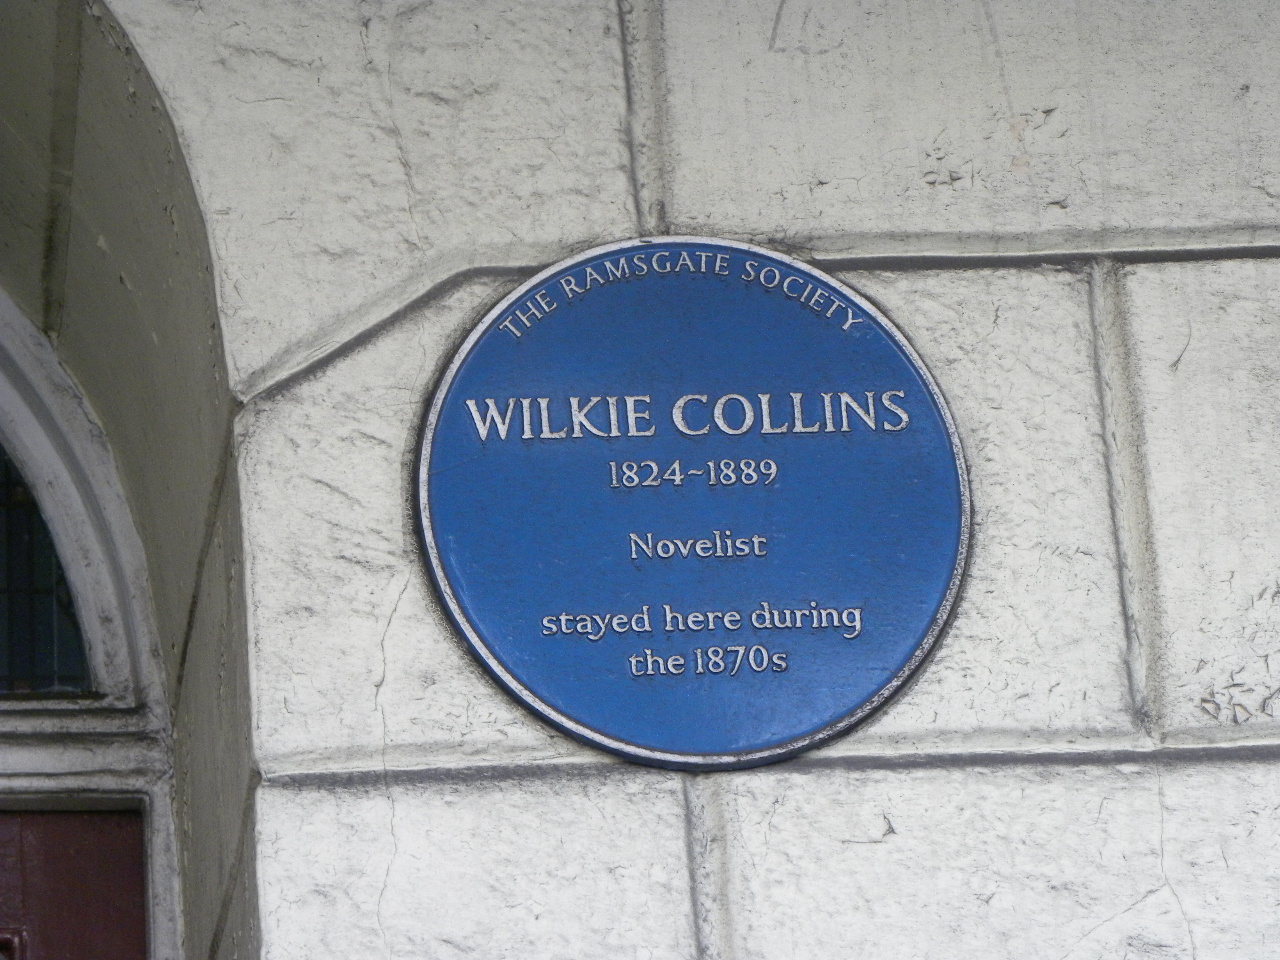 THE RAMSGATE SOCIETY
WILKIE COLLINS
1824~1889
Novelist
stayed here during
the 1870s